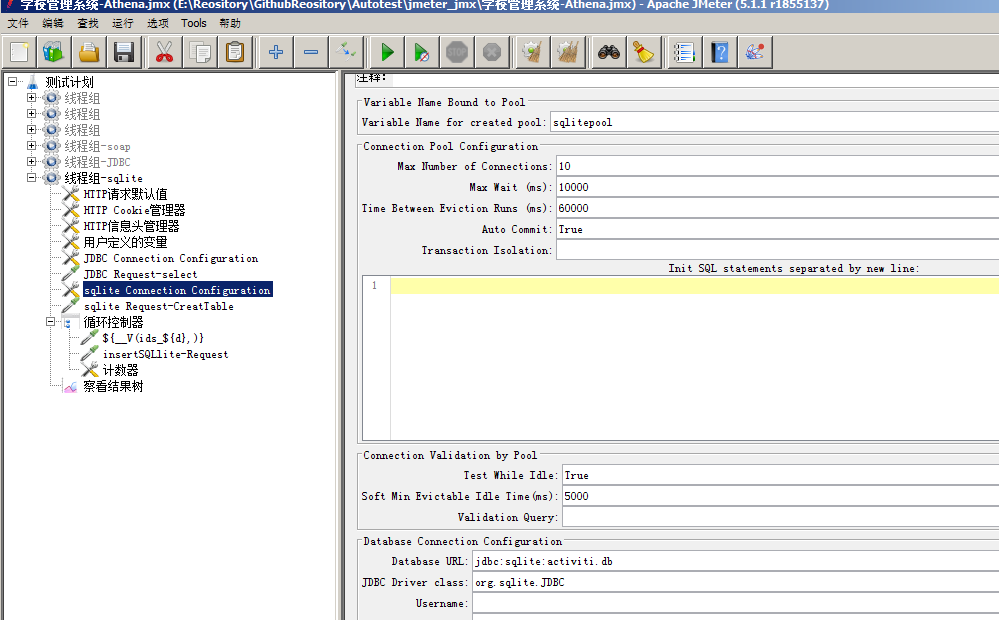 学校管理系统-Athena.jmx (E:\Reository\GithubReository\Autotest\jmeter_jmx\学校管理系统-Athena.jmx) - Apache JMeter (5.1.1 r1855137)
文件 编辑 查找 运行 选项 Tools 帮助
STOP
测试计划
线程组
线程组
线程组
线程组-soap
线程组-JDBC
线程组-sqlite
HTTP请求默认值
HTTP Cookie管理器
HTTP信息头管理器
用户定义的变量
JDBC Connection Configuration
JDBC Request-select
sqlite Connection Configuration
sqlite Request-CreatTable
循环控制器
${__V(ids_${d},)}
insertSQLlite-Request
计数器
察看结果树
注释:
Variable Name Bound to Pool
Variable Name for created pool: sqlitepool
Connection Pool Configuration
Max Number of Connections: 10
Max Wait (ms): 10000
Time Between Eviction Runs (ms): 60000
Auto Commit: True
Transaction Isolation:
Init SQL statements separated by new line:
1
Connection Validation by Pool
Test While Idle: True
Soft Min Evictable Idle Time(ms): 5000
Validation Query:
Database Connection Configuration
Database URL: jdbc:sqlite:activiti.db
JDBC Driver class: org.sqlite.JDBC
Username: